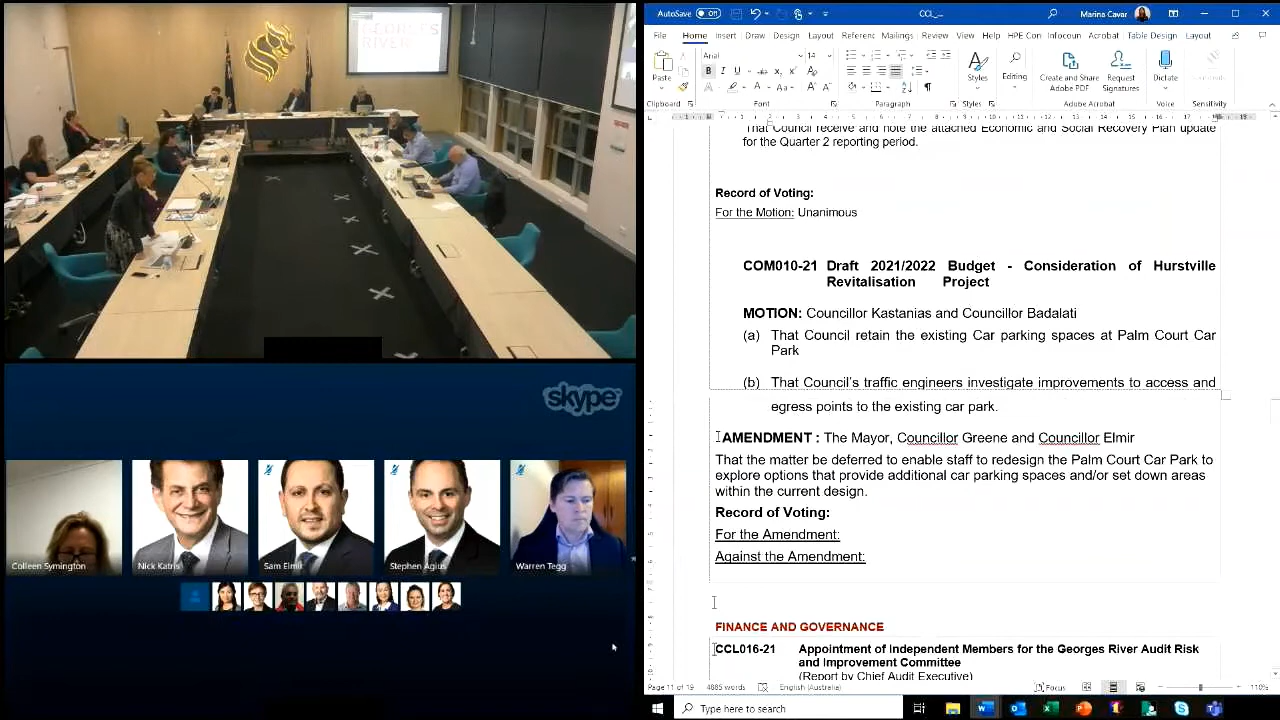 GEORGES
RIVER
skype
Colleen Symington
Nick Katris
Sam Elmir
Stephen Agius
Warren Tegg
AutoSave Off
CCL_...
Marina Cavar
File Home Insert Draw Design Layout References Mailings Review View Help HPE Con Infocoun Acrobat Table Design Layout
Arial
14
Paste
Styles
Editing
Create and Share
Adobe PDF
Request
Signatures
Dictate
Sensitivity
Clipboard
Font
Paragraph
Styles
Adobe Acrobat
Voice
Sensitivity
That Council receive and note the attached Economic and Social Recovery Plan update
for the Quarter 2 reporting period.
Record of Voting:
For the Motion: Unanimous
COM010-21 Draft 2021/2022 Budget - Consideration of Hurstville
Revitalisation Project
MOTION: Councillor Kastanias and Councillor Badalati
(a) That Council retain the existing Car parking spaces at Palm Court Car
Park
(b) That Council's traffic engineers investigate improvements to access and
egress points to the existing car park.
AMENDMENT : The Mayor, Councillor Greene and Councillor Elmir
That the matter be deferred to enable staff to redesign the Palm Court Car Park to
explore options that provide additional car parking spaces and/or set down areas
within the current design.
Record of Voting:
For the Amendment:
Against the Amendment:
FINANCE AND GOVERNANCE
CCL016-21 Appointment of Independent Members for the Georges River Audit Risk
and Improvement Committee
(Report by Chief Audit Executive)
Page 11 of 19 4685 words English (Australia)
Focus
110%
Type here to search